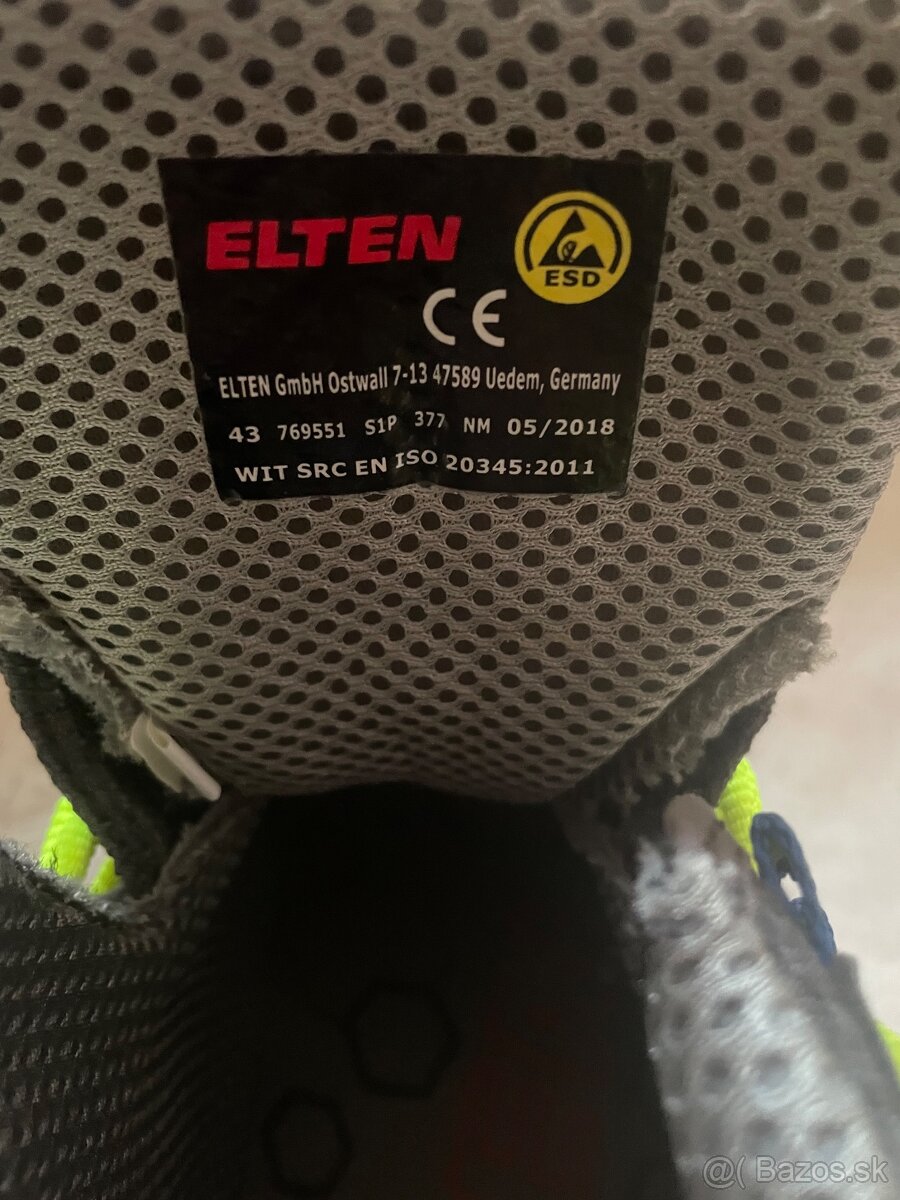 ELTEN
ESD
CE
ELTEN GmbH Ostwall 7-13 47589 Uedem, Germany
43 769551 S1P 377 NM 05/2018
WIT SRC EN ISO 20345:2011
@( Bazos.sk